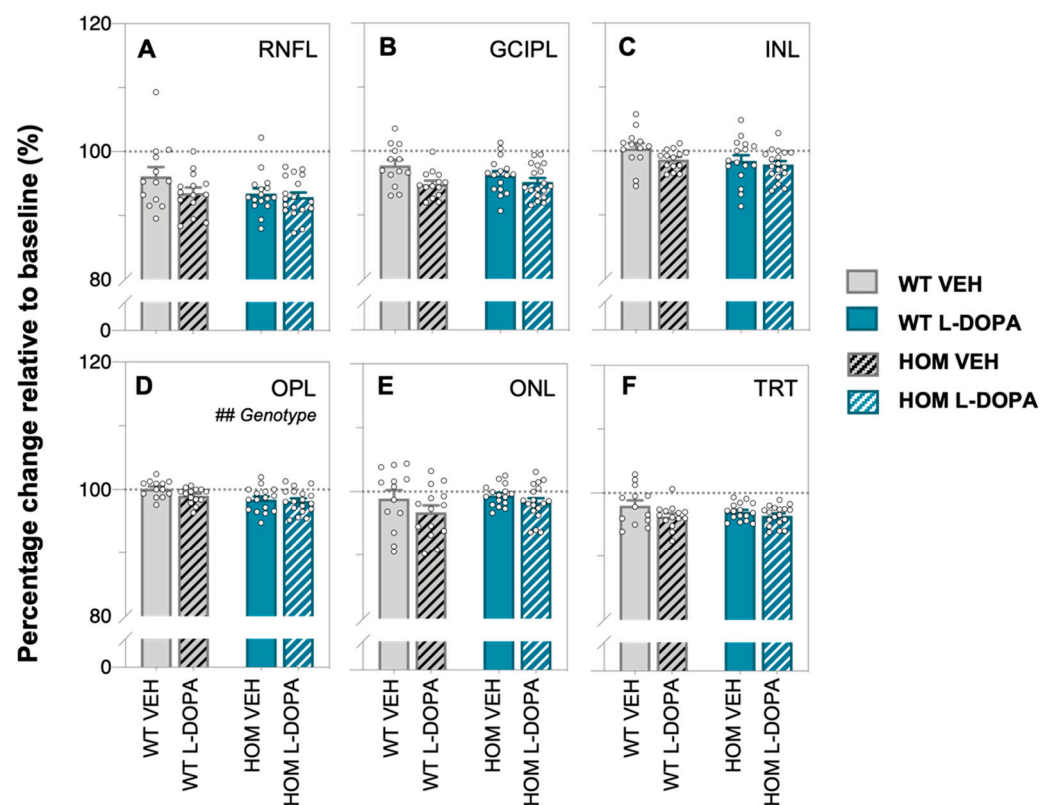 Percentage change relative to baseline (%)
120
100
80
0
A
RNFL
B
GCIPL
C
INL
120
100
80
0
D
OPL
## Genotype
E
ONL
F
TRT
WT VEH
WT L-DOPA
HOM VEH
HOM L-DOPA
WT VEH
WT L-DOPA
HOM VEH
HOM L-DOPA
WT VEH
WT L-DOPA
HOM VEH
HOM L-DOPA
WT VEH
WT L-DOPA
HOM VEH
HOM L-DOPA